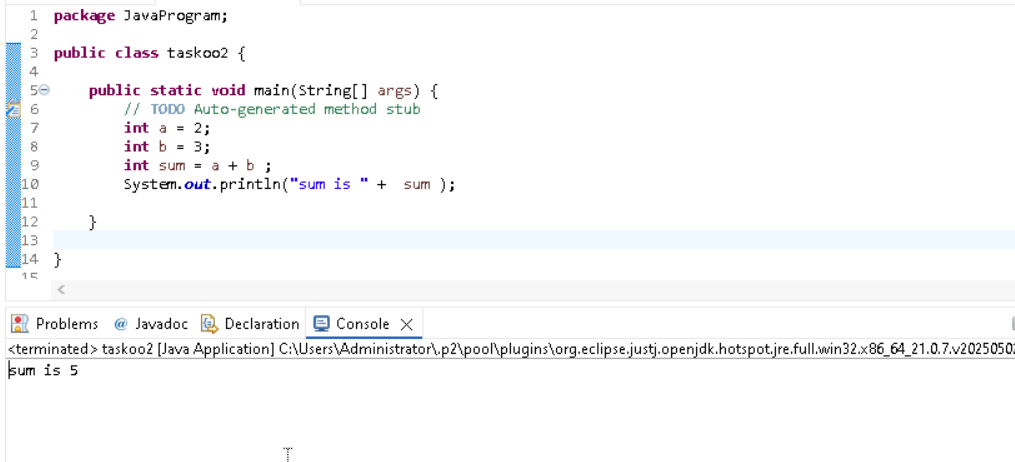 1 package JavaProgram;
2
3 public class taskoo2 {
4
5 public static void main(String[] args) {
6 // TODO Auto-generated method stub
7 int a = 2;
8 int b = 3;
9 int sum = a + b ;
10 System.out.println("sum is " +  sum );
11
12 }
13
14 }
15
Problems @ Javadoc Declaration Console
<terminated> taskoo2 [Java Application] C:\Users\Administrator\.p2\pool\plugins\org.eclipse.justj.openjdk.hotspot.jre.full.win32.x86_64_21.0.7.v2025050
sum is 5